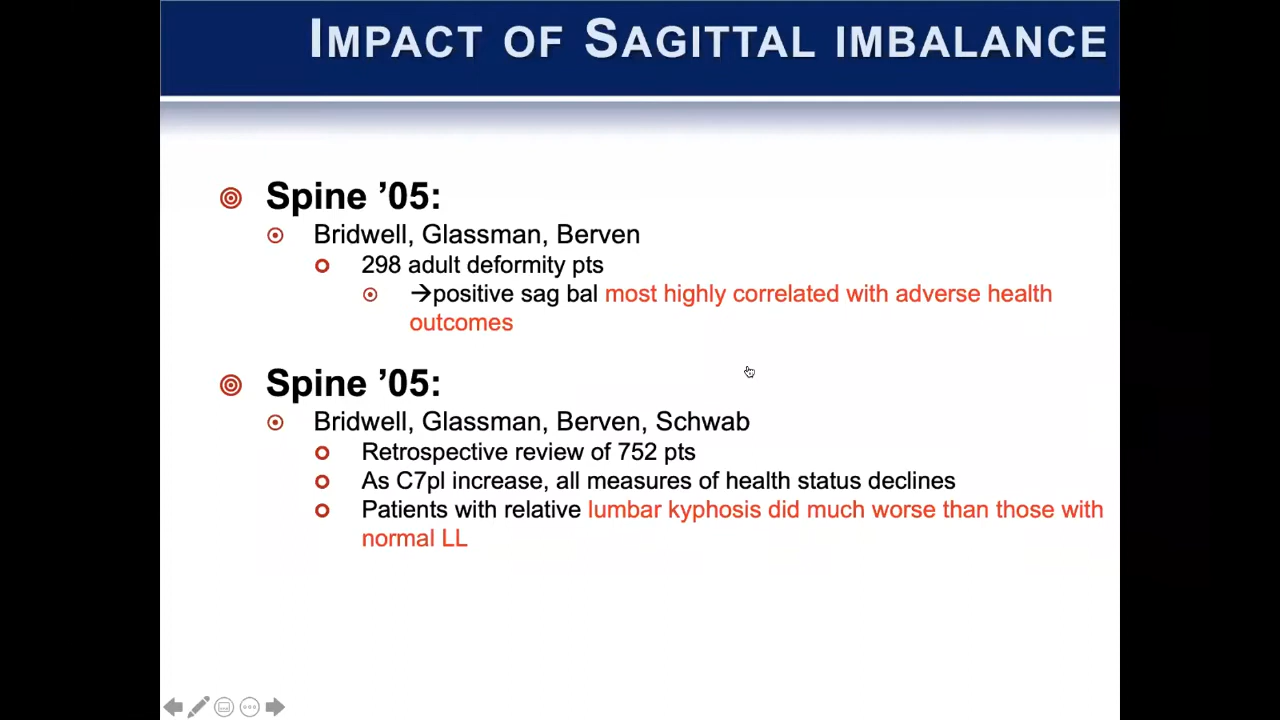 IMPACT OF SAGITTAL IMBALANCE
Spine ’05:
Bridwell, Glassman, Berven
298 adult deformity pts
→positive sag bal most highly correlated with adverse health
outcomes
Spine ’05:
Bridwell, Glassman, Berven, Schwab
Retrospective review of 752 pts
As C7pl increase, all measures of health status declines
Patients with relative lumbar kyphosis did much worse than those with
normal LL